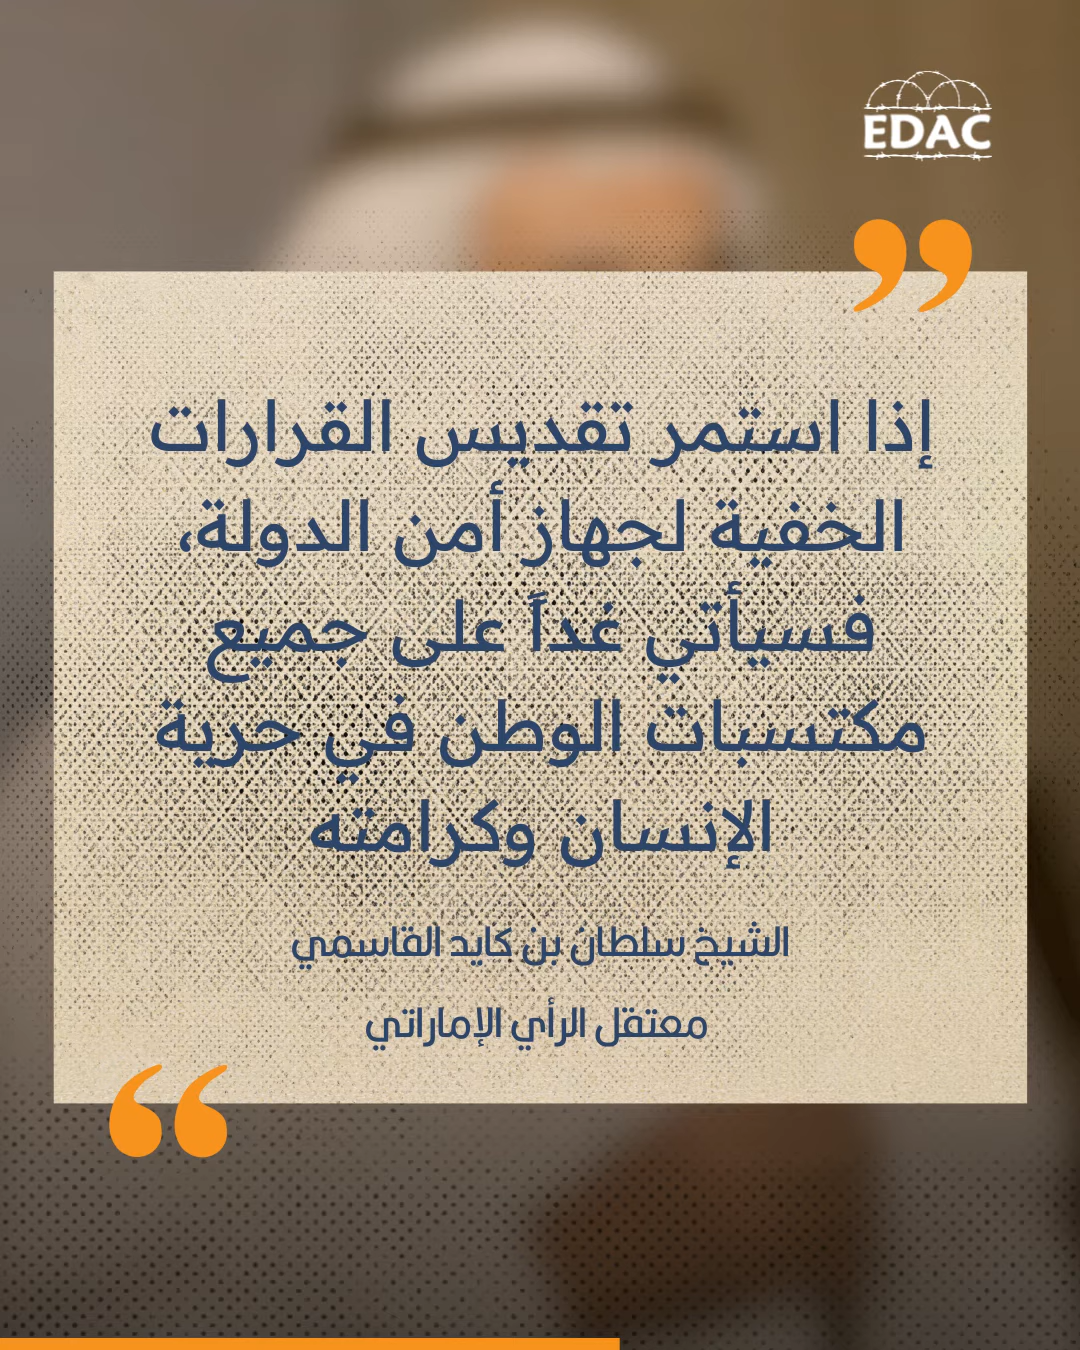 EDAC
إذا استمر تقديس القرارات
الخفية لجهاز أمن الدولة،
فسيأتي غداً على جميع
مكتسبات الوطن في حرية
الإنسان وكرامته
الشيخ سلطان بن كايد القاسمي
معتقل الرأي الإماراتي